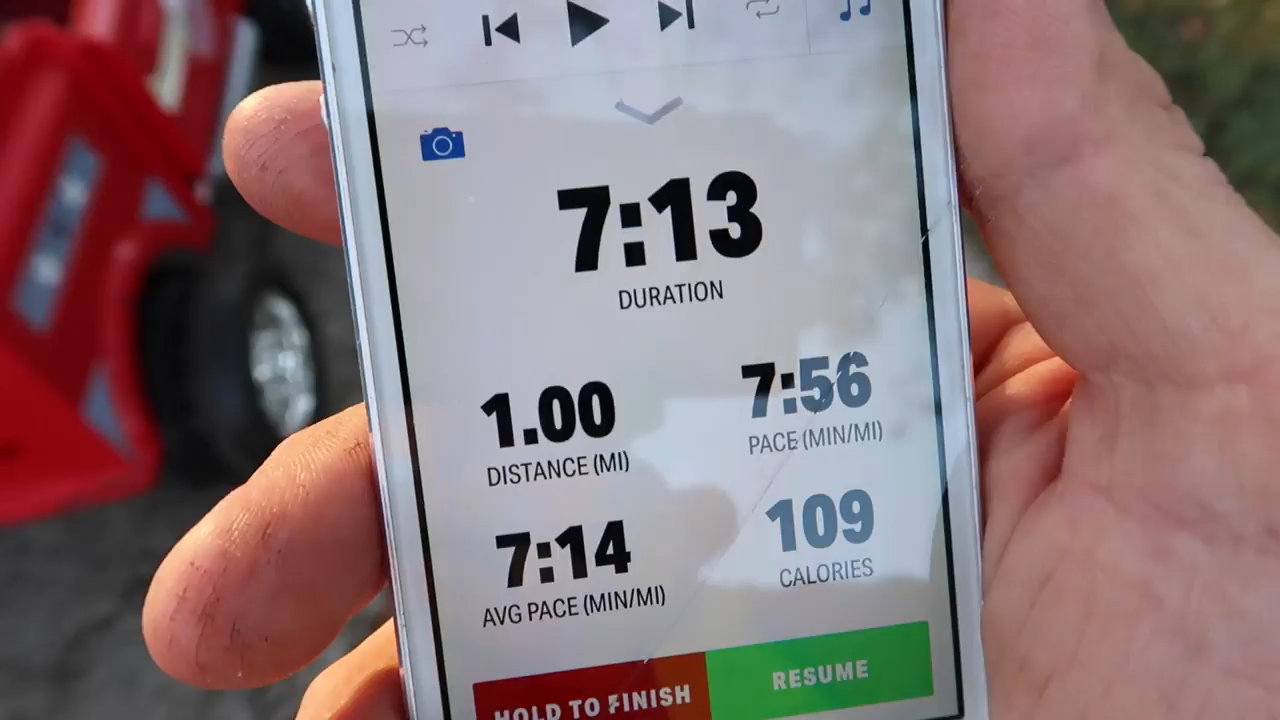 7:13
DURATION
1.00
DISTANCE (MI)
7:56
PACE (MIN/MI)
7:14
AVG PACE (MIN/MI)
109
CALORIES
HOLD TO FINISH
RESUME